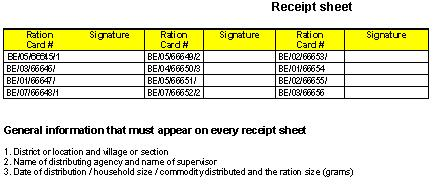 Receipt sheet
Ration Card # Signature Ration Card # Signature Ration Card # Signature
BE/05/66645/1 BE/05/66649/2 BE/02/66653/
BE/03/66646/ BE/04/66650/3 BE/01/66654
BE/01/66647/ BE/05/66651/ BE/02/66655/
BE/07/66648/1 BE/07/66652/2 BE/03/66656
General information that must appear on every receipt sheet
1. District or location and village or section
2. Name of distributing agency and name of supervisor
3. Date of distribution / household size / commodity distributed and the ration size (grams)